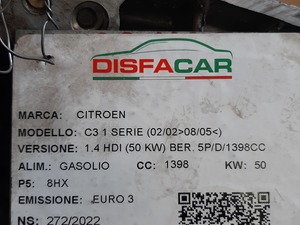 DISFACAR
MARCA: CITROEN
MODELLO: C3 1 SERIE (02/02>08/05<)
VERSIONE: 1.4 HDI (50 KW) BER. 5P/D/1398CC
ALIM.: GASOLIO CC: 1398 KW: 50
P5: 8HX
EMISSIONE: EURO 3
NS: 272/2022